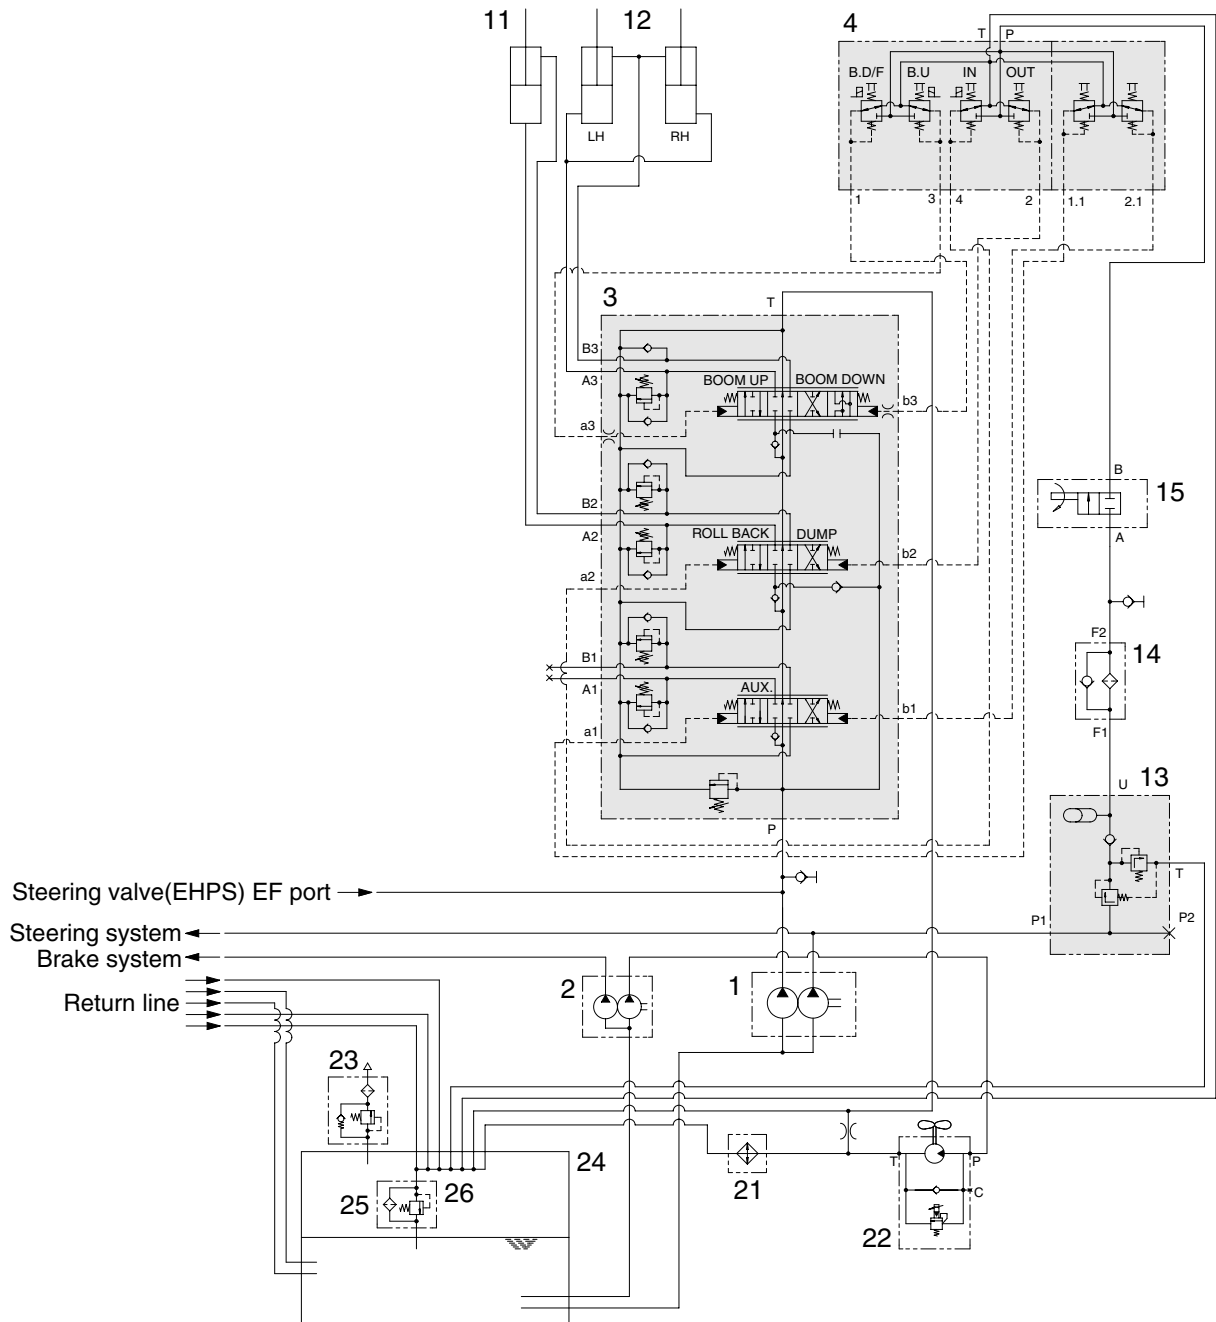 11
12
4
T
P
B.D/F
B.U
IN
OUT
LH
RH
1
3
4
2
1.1
2.1
3
T
B3
A3
BOOM UP
BOOM DOWN
b3
a3
B
15
B2
A2
ROLL BACK
DUMP
A
b2
a2
F2
14
B1
A1
AUX.
b1
a1
F1
U
13
P
T
Steering valve(EHPS) EF port
P1
P2
Steering system
Brake system
2
1
Return line
23
24
T
P
25
26
21
C
22